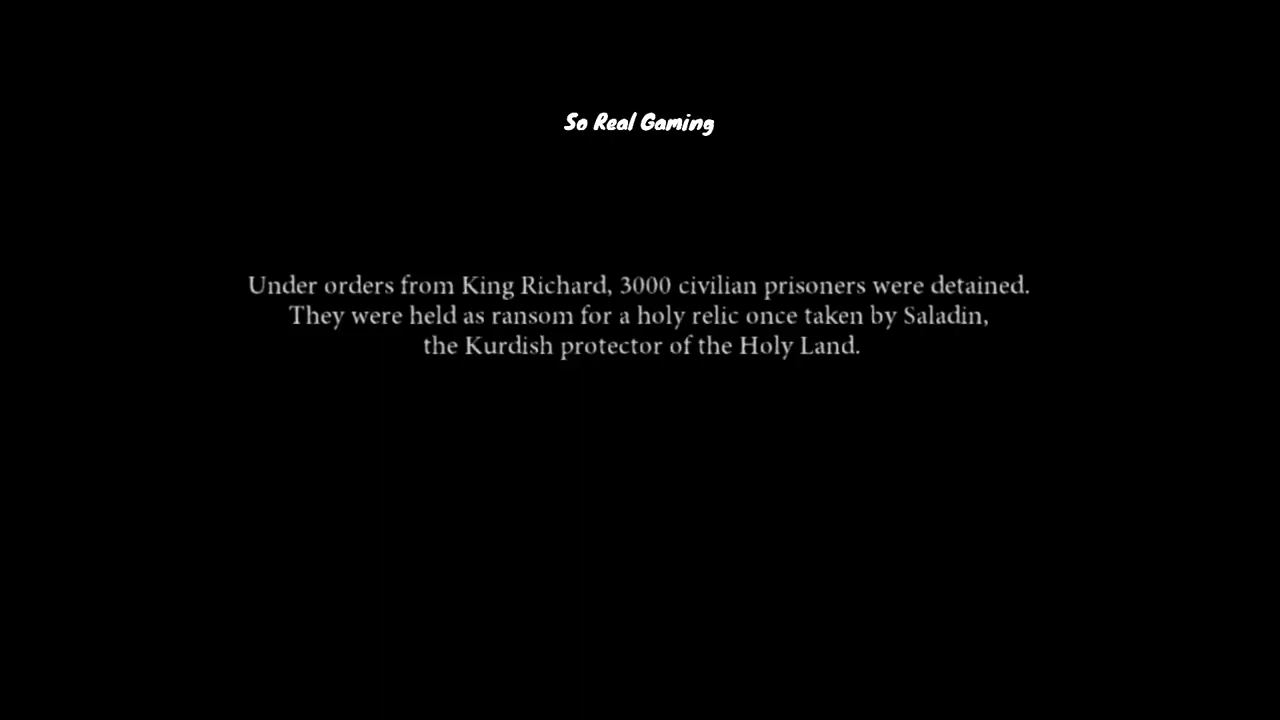 So Real Gaming
Under orders from King Richard, 3000 civilian prisoners were detained.
They were held as ransom for a holy relic once taken by Saladin,
the Kurdish protector of the Holy Land.